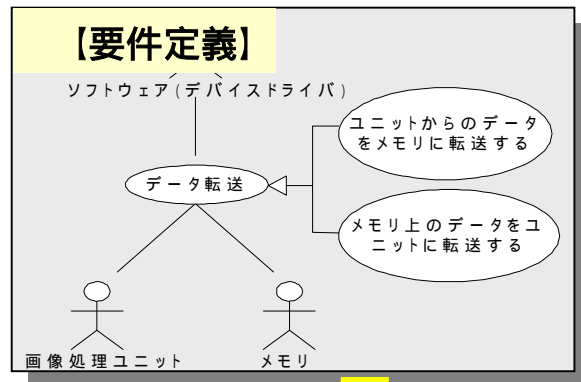 【要件定義】
ソフトウェア(デバイスドライバ)
ユニットからのデータ
をメモリに転送する
データ転送
メモリ上のデータをユ
ニットに転送する
画像処理ユニット
メモリ